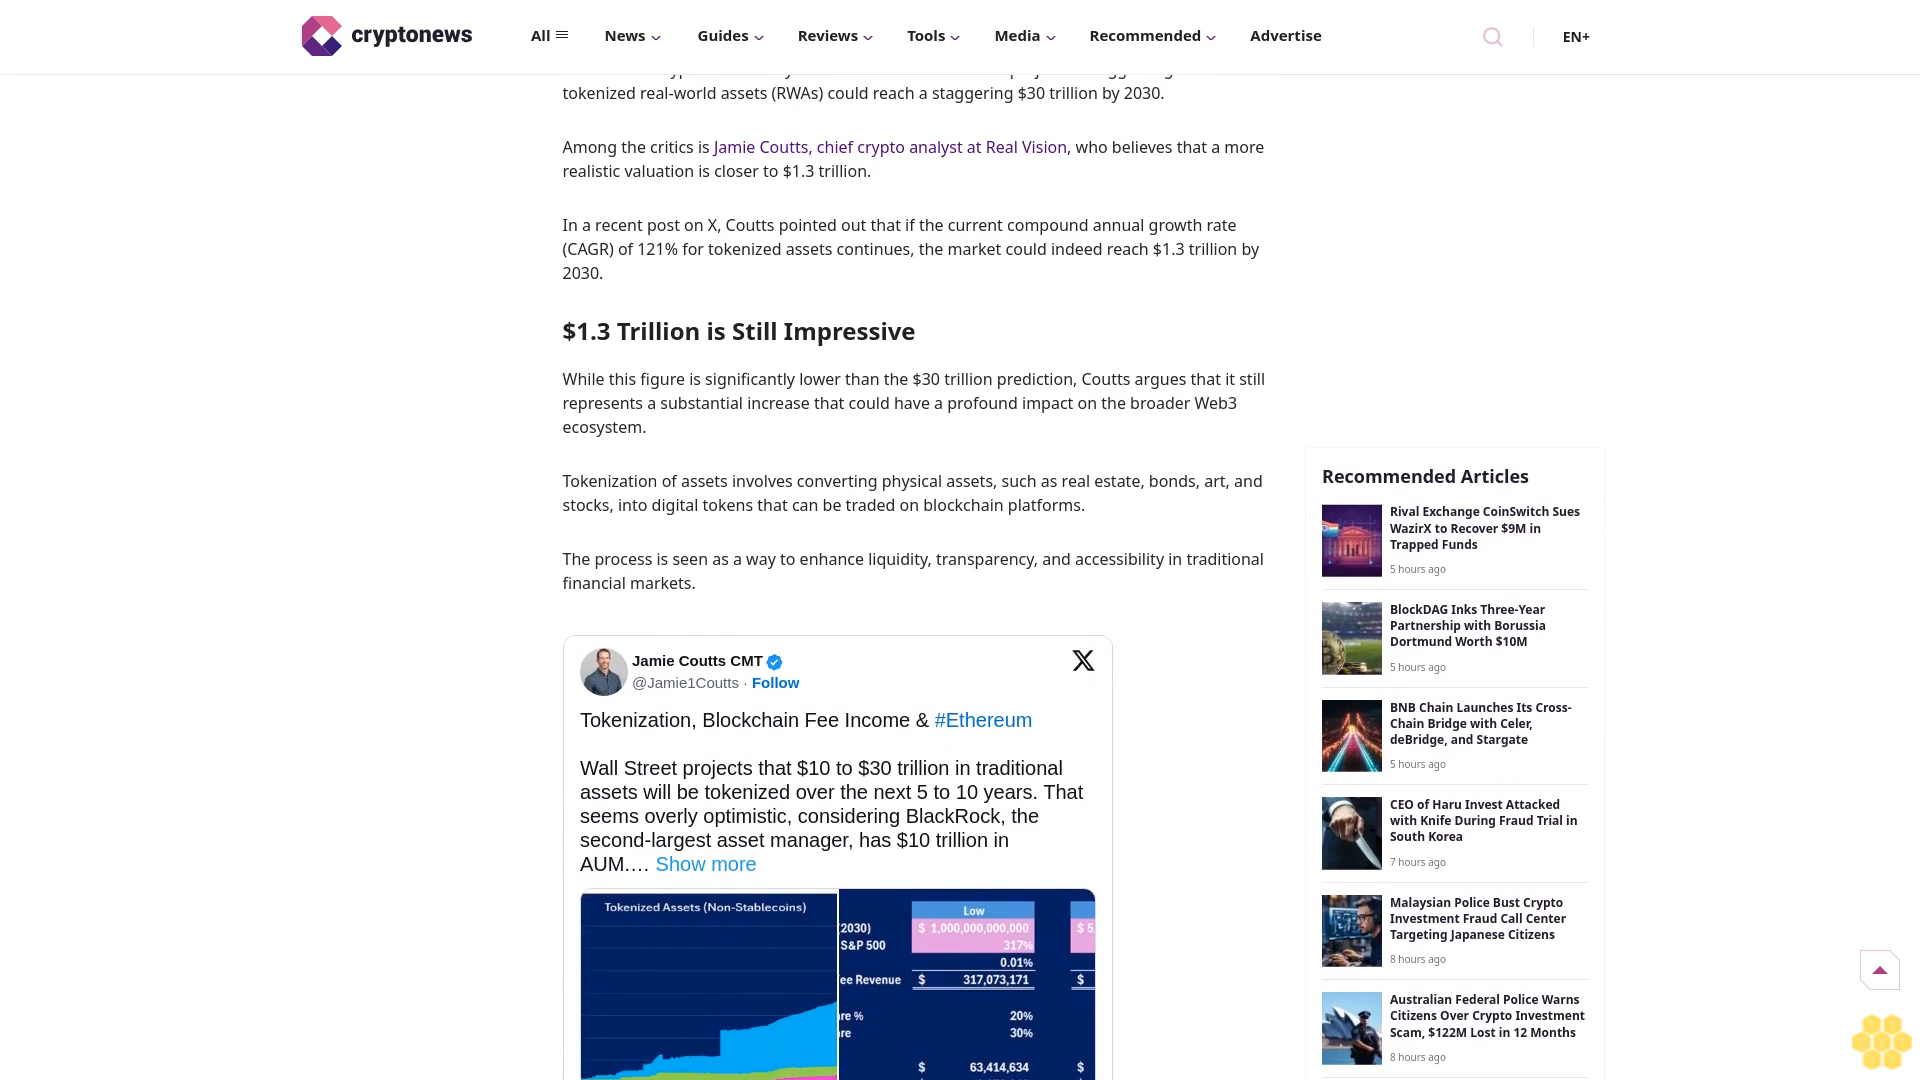 cryptonews
All
News
Guides
Reviews
Tools
Media
Recommended
Advertise
EN+
tokenized real-world assets (RWAs) could reach a staggering $30 trillion by 2030.
Among the critics is Jamie Coutts, chief crypto analyst at Real Vision, who believes that a more
realistic valuation is closer to $1.3 trillion.
In a recent post on X, Coutts pointed out that if the current compound annual growth rate
(CAGR) of 121% for tokenized assets continues, the market could indeed reach $1.3 trillion by
2030.
$1.3 Trillion is Still Impressive
While this figure is significantly lower than the $30 trillion prediction, Coutts argues that it still
represents a substantial increase that could have a profound impact on the broader Web3
ecosystem.
Tokenization of assets involves converting physical assets, such as real estate, bonds, art, and
stocks, into digital tokens that can be traded on blockchain platforms.
The process is seen as a way to enhance liquidity, transparency, and accessibility in traditional
financial markets.
Jamie Coutts CMT
@Jamie1Coutts · Follow
Tokenization, Blockchain Fee Income & #Ethereum
Wall Street projects that $10 to $30 trillion in traditional
assets will be tokenized over the next 5 to 10 years. That
seems overly optimistic, considering BlackRock, the
second-largest asset manager, has $10 trillion in
AUM.… Show more
Tokenized Assets (Non-Stablecoins)
Low
2030) $ 1,000,000,000,000 $ 5,
S&P 500 317%
0.01%
ee Revenue $ 317,073,171 $
re % 20%
re 30%
$ 63,414,634 $
Recommended Articles
Rival Exchange CoinSwitch Sues
WazirX to Recover $9M in
Trapped Funds
5 hours ago
BlockDAG Inks Three-Year
Partnership with Borussia
Dortmund Worth $10M
5 hours ago
BNB Chain Launches Its Cross-
Chain Bridge with Celer,
deBridge, and Stargate
5 hours ago
CEO of Haru Invest Attacked
with Knife During Fraud Trial in
South Korea
7 hours ago
Malaysian Police Bust Crypto
Investment Fraud Call Center
Targeting Japanese Citizens
8 hours ago
Australian Federal Police Warns
Citizens Over Crypto Investment
Scam, $122M Lost in 12 Months
8 hours ago